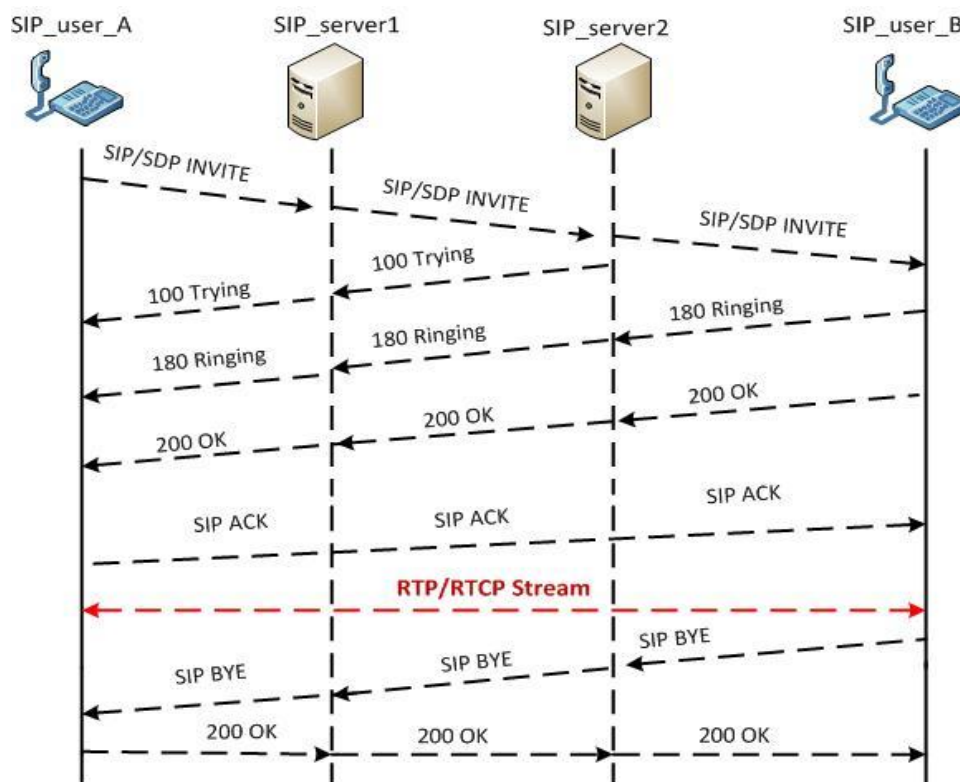 SIP_user_A
SIP_server1
SIP_server2
SIP_user_B
SIP/SDP INVITE
SIP/SDP INVITE
SIP/SDP INVITE
100 Trying
100 Trying
180 Ringing
180 Ringing
180 Ringing
200 OK
200 OK
200 OK
SIP ACK
SIP ACK
SIP ACK
RTP/RTCP Stream
SIP BYE
SIP BYE
SIP BYE
200 OK
200 OK
200 OK